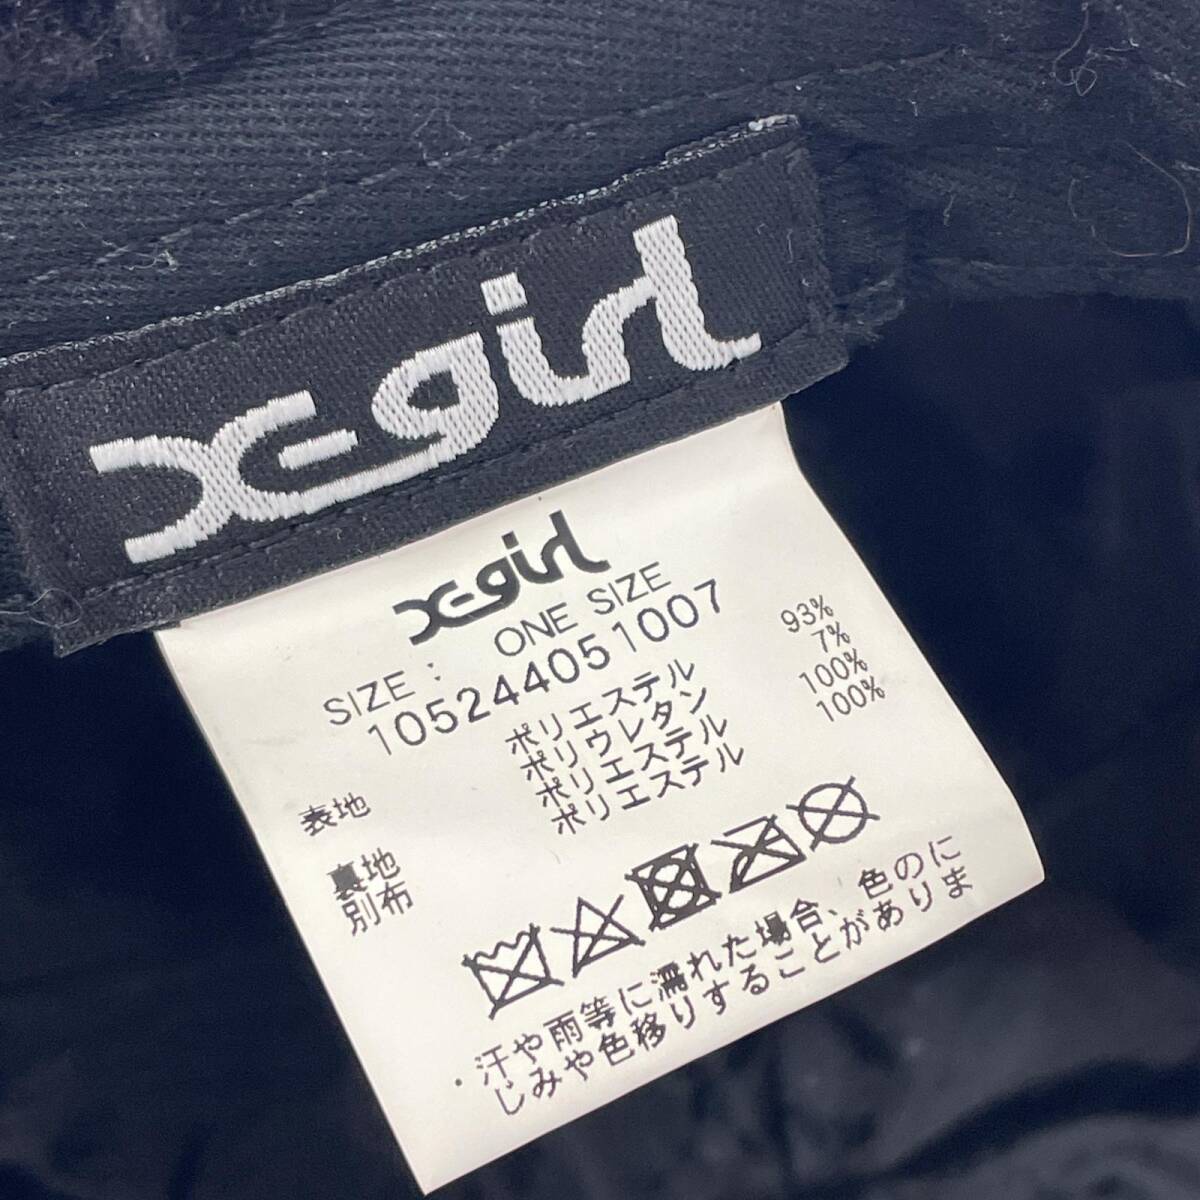 X-girl
X-girl
SIZE: ONE SIZE
105244051007
表地 ポリエステル 93%
ポリウレタン 7%
裏地 ポリエステル 100%
別布 ポリエステル 100%
・汗や雨等に濡れた場合、色のに
じみや色移りすることがありま